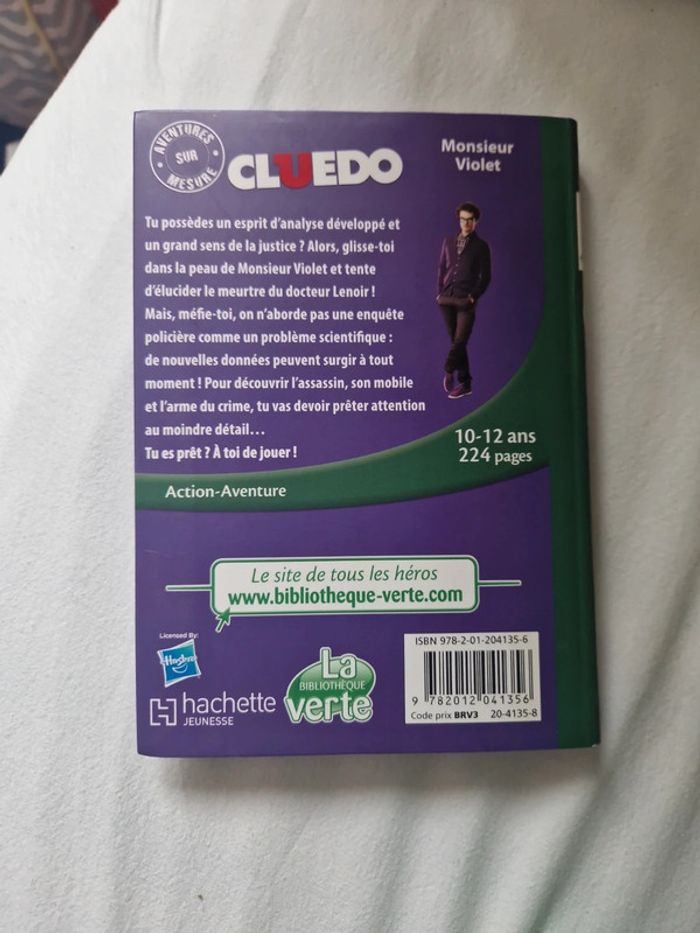 AVENTURES
SUR
MESURE
CLUEDO
Monsieur
Violet
Tu possèdes un esprit d'analyse développé et
un grand sens de la justice ? Alors, glisse-toi
dans la peau de Monsieur Violet et tente
d'élucider le meurtre du docteur Lenoir !
Mais, méfie-toi, on n'aborde pas une enquête
policière comme un problème scientifique :
de nouvelles données peuvent surgir à tout
moment ! Pour découvrir l'assassin, son mobile
et l'arme du crime, tu vas devoir prêter attention
au moindre détail…
Tu es prêt ? À toi de jouer !
10-12 ans
224 pages
Action-Aventure
Le site de tous les héros
www.bibliotheque-verte.com
Licensed By:
Hasbro
hachette
JEUNESSE
La
BIBLIOTHÈQUE
verte
ISBN 978-2-01-204135-6
9 782012 041356
Code prix BRV3 20-4135-8